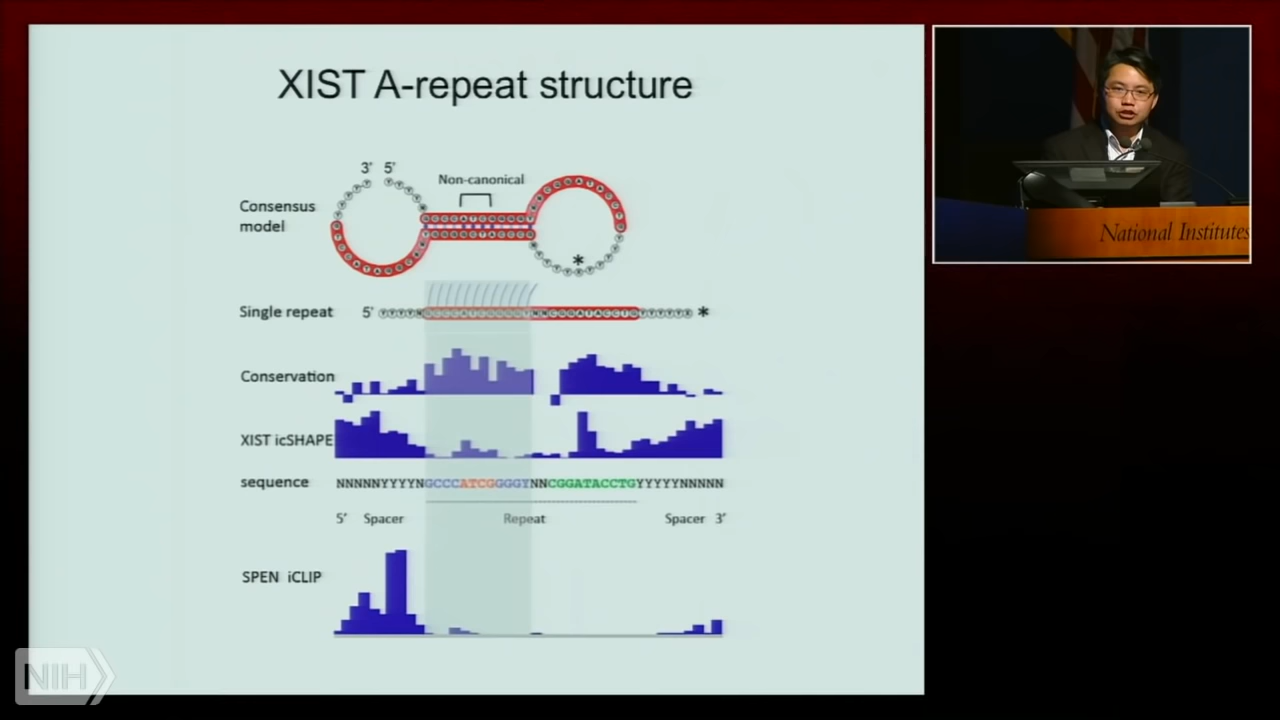 XIST A-repeat structure
3' 5'
Non-canonical
Consensus
model
*
Single repeat 5' *
Conservation
XIST icSHAPE
sequence NNNNNYYYYNGCCCATCGGGGYNNCGGATACCTGYYYYYNNNNN
5' Spacer Repeat Spacer 3'
SPEN iCLIP
NIH
National Institutes